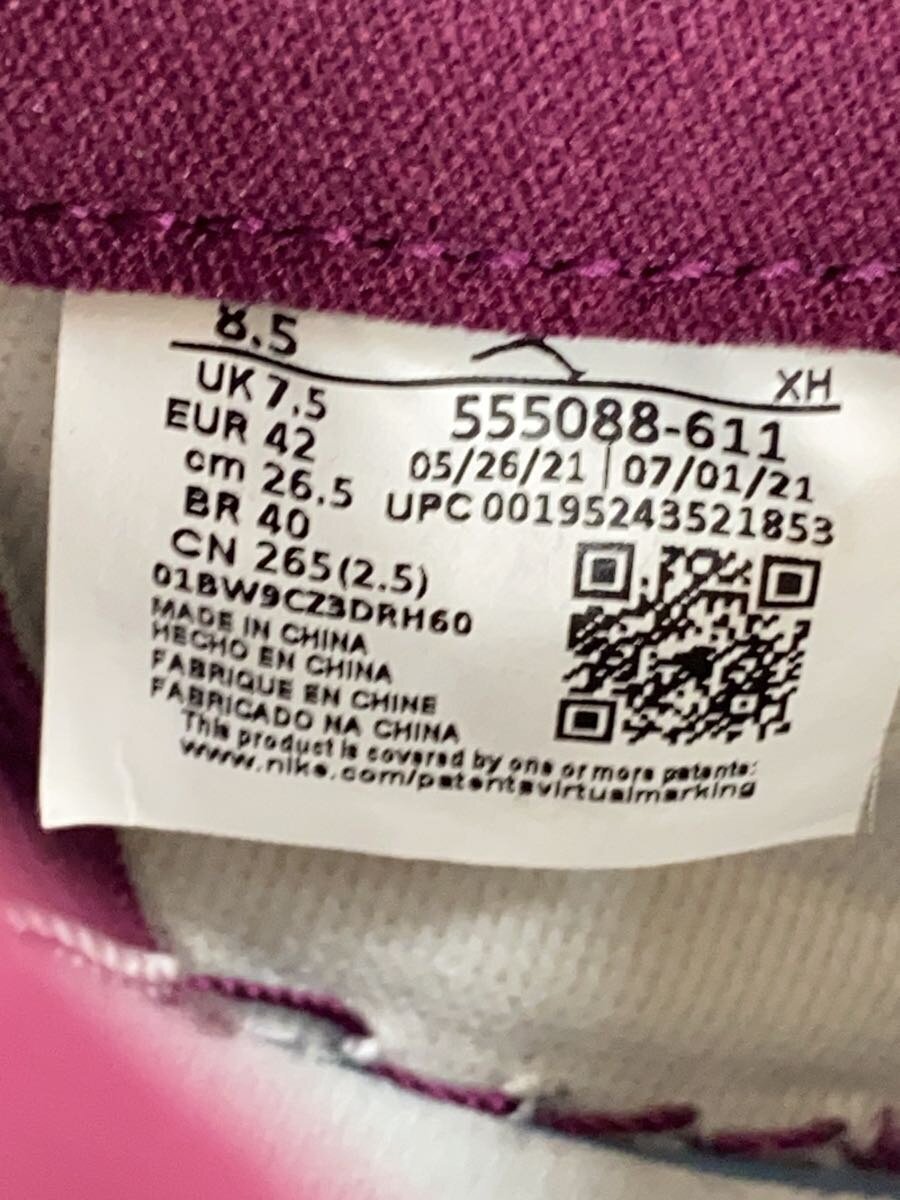 8.5
XH
UK 7.5
EUR 42
cm 26.5
BR 40
CN 265(2.5)
555088-611
05/26/21 | 07/01/21
UPC 00195243521853
01BW9CZ3DRH60
MADE IN CHINA
HECHO EN CHINA
FABRIQUE EN CHINE
FABRICADO NA CHINA
This product is covered by one or more patents:
www.nike.com/patentsvirtualmarking